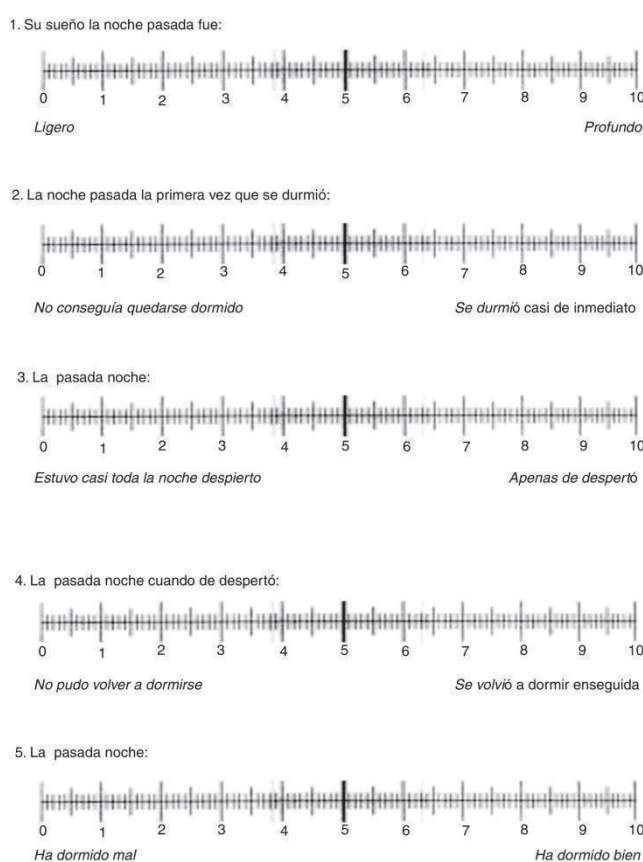 1. Su sueño la noche pasada fue:
0 1 2 3 4 5 6 7 8 9 10
Ligero Profundo
2. La noche pasada la primera vez que se durmió:
0 1 2 3 4 5 6 7 8 9 10
No conseguía quedarse dormido Se durmió casi de inmediato
3. La pasada noche:
0 1 2 3 4 5 6 7 8 9 10
Estuvo casi toda la noche despierto Apenas de despertó
4. La pasada noche cuando de despertó:
0 1 2 3 4 5 6 7 8 9 10
No pudo volver a dormirse Se volvió a dormir enseguida
5. La pasada noche:
0 1 2 3 4 5 6 7 8 9 10
Ha dormido mal Ha dormido bien